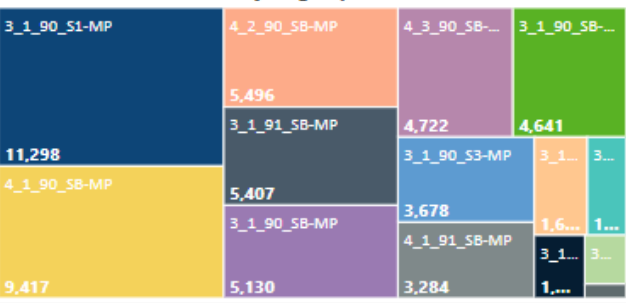 3_1_90_S1-MP
11,298
4_1_90_SB-MP
9,417
4_2_90_SB-MP
5,496
3_1_91_SB-MP
5,407
3_1_90_SB-MP
5,130
4_3_90_SB-...
4,722
3_1_90_SB-...
4,641
3_1_90_S3-MP
3,678
4_1_91_SB-MP
3,284
3_1...
1,6...
3...
1...
3_1...
1,...
3...